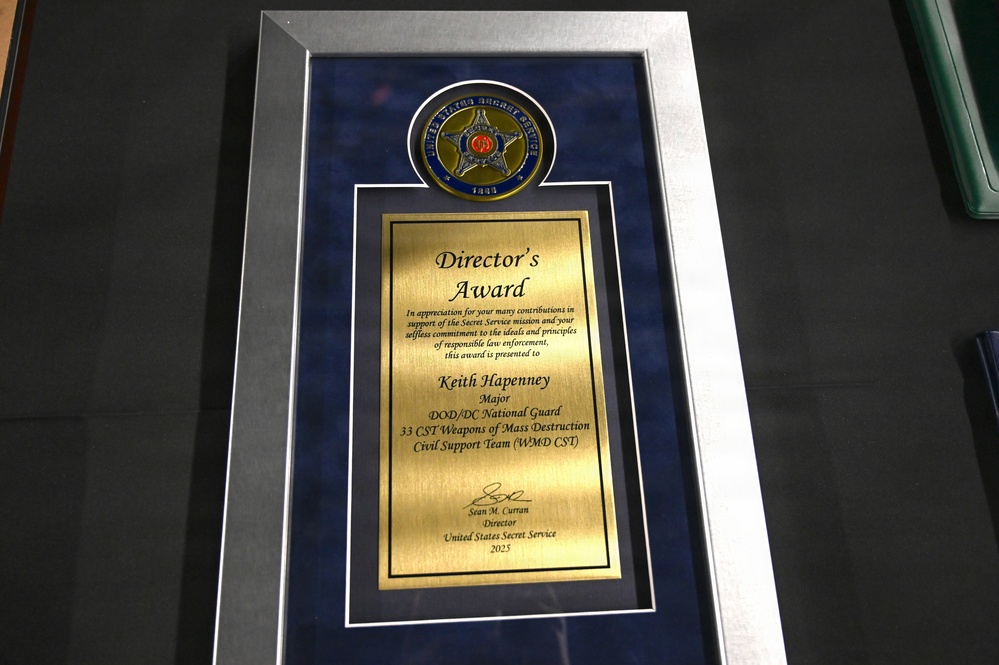 UNITED STATES SECRET SERVICE
SECRET
SERVICE
Director's
Award
In appreciation for your many contributions in
support of the Secret Service mission and your
selfless commitment to the ideals and principles
of responsible law enforcement,
this award is presented to
Keith Hapenney
Major
DOD/DC National Guard
33 CST Weapons of Mass Destruction
Civil Support Team (WMD CST)
Sean M. Curran
Director
United States Secret Service
2025